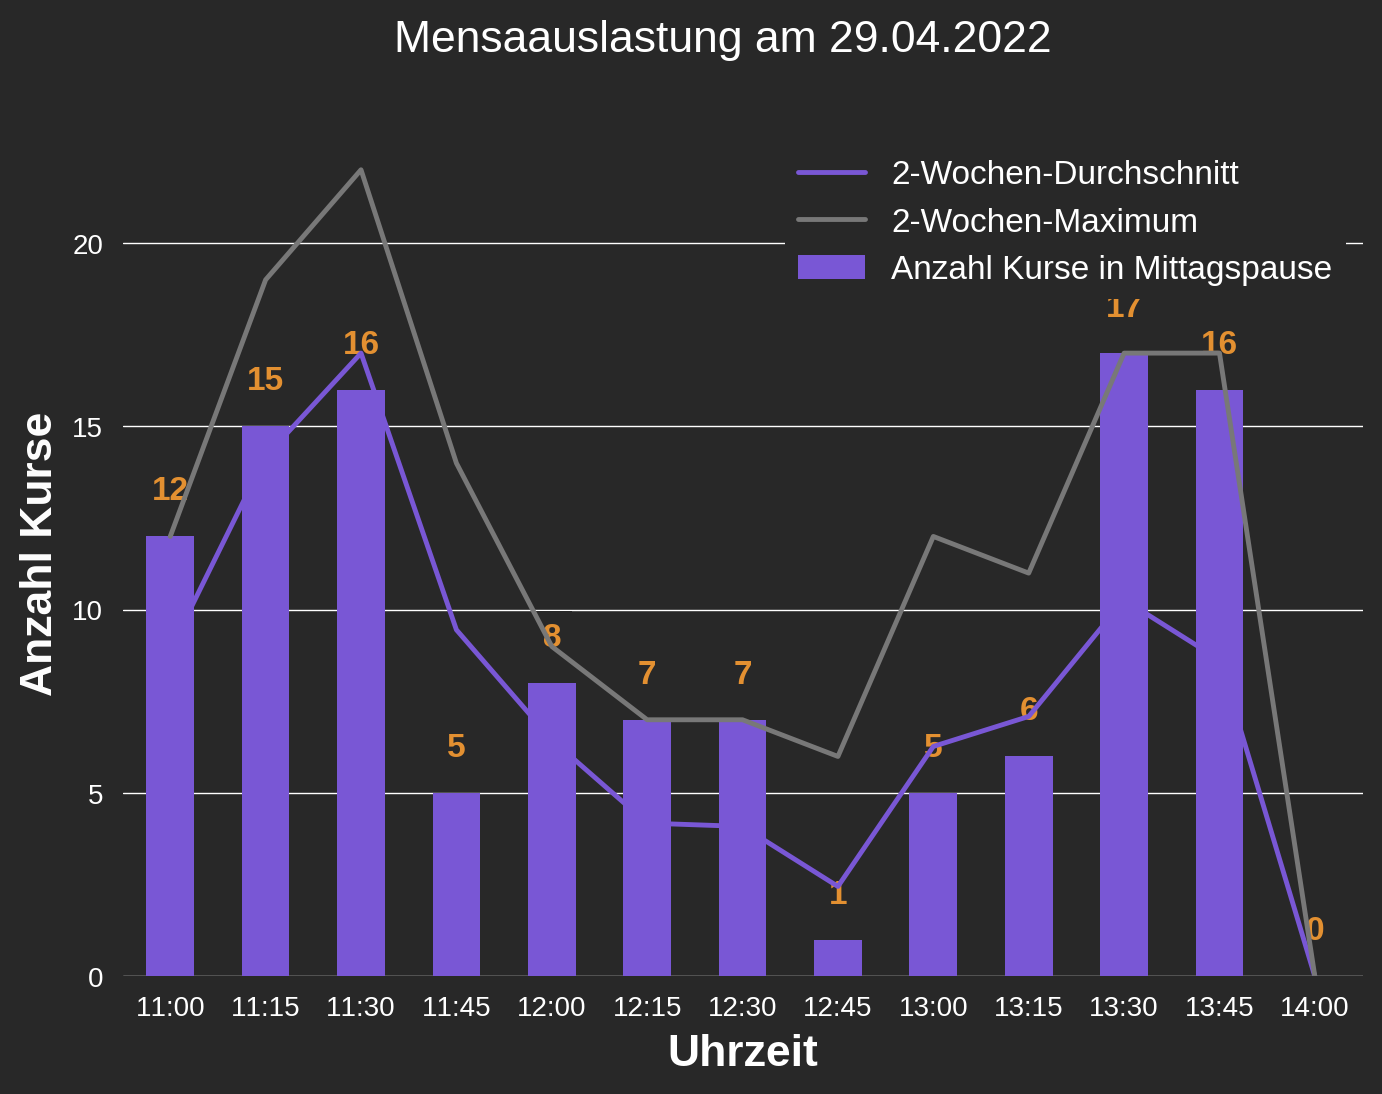 Mensaauslastung am 29.04.2022
2-Wochen-Durchschnitt
2-Wochen-Maximum
Anzahl Kurse in Mittagspause
20
15
10
5
0
Anzahl Kurse
12
15
16
5
8
7
7
1
5
6
17
16
0
11:00 11:15 11:30 11:45 12:00 12:15 12:30 12:45 13:00 13:15 13:30 13:45 14:00
Uhrzeit